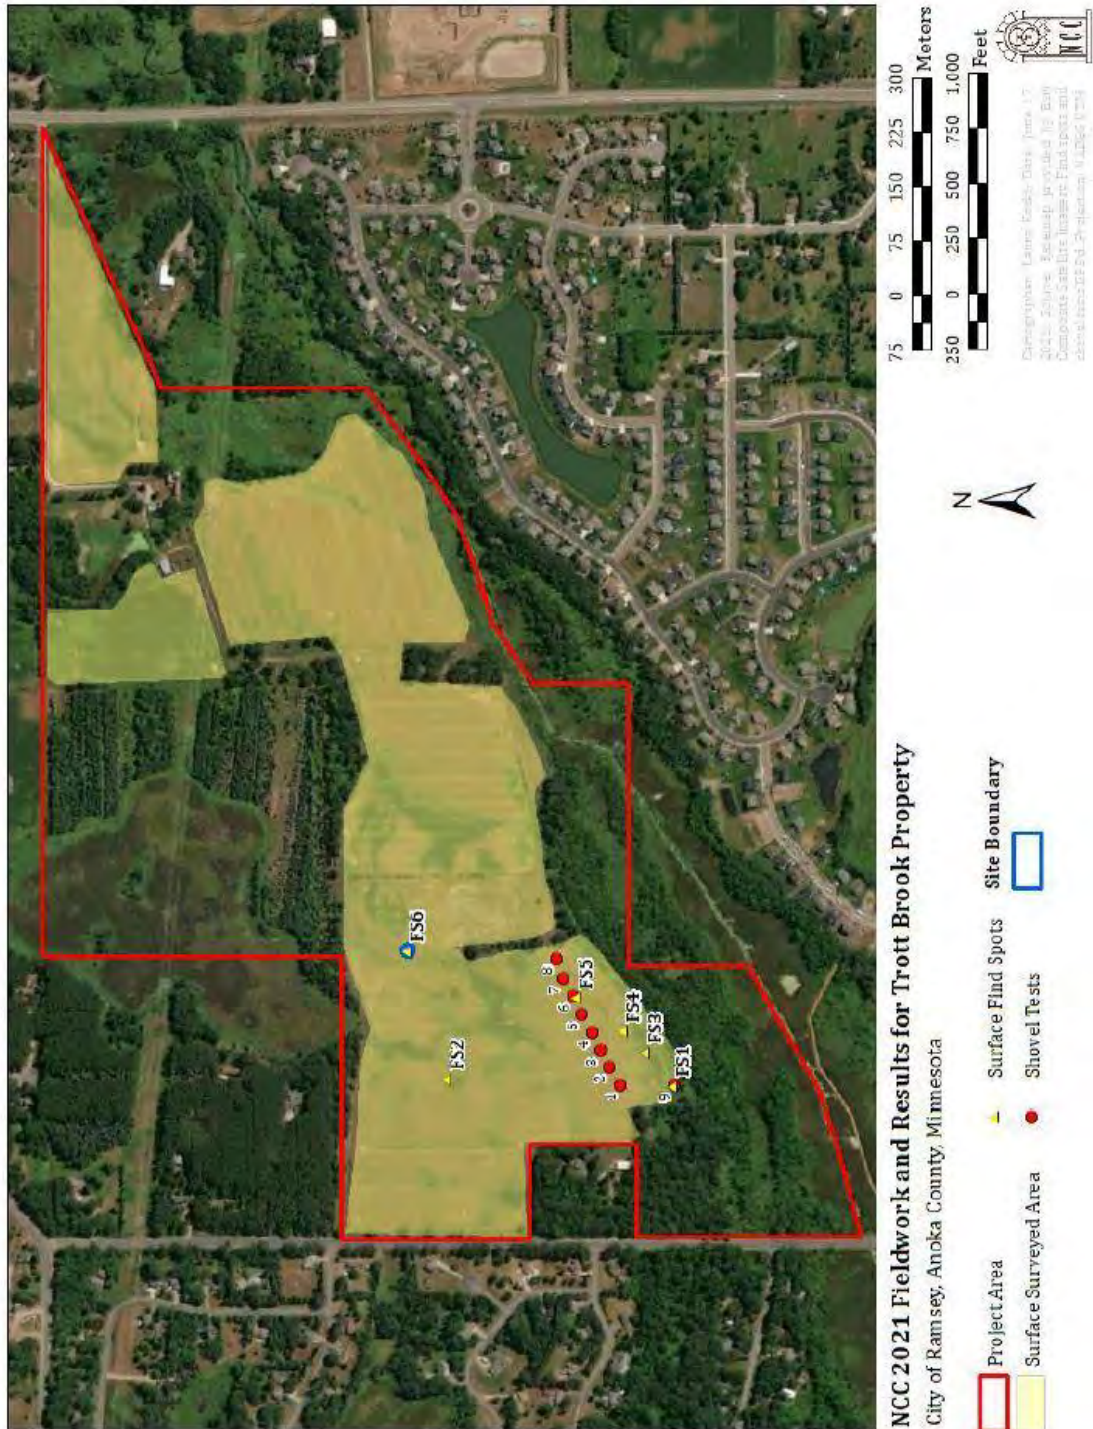 FS6
FS2
8
7
6
FS5
5
4
3
2
1
FS4
FS3
9
FS1
NCC 2021 Fieldwork and Results for Trott Brook Property
City of Ramsey, Anoka County, Minnesota
Project Area
Surface Surveyed Area
Surface Find Spots
Shovel Tests
Site Boundary
N
75 0 75 150 225 300
Meters
250 0 250 500 750 1,000
Feet
NCC